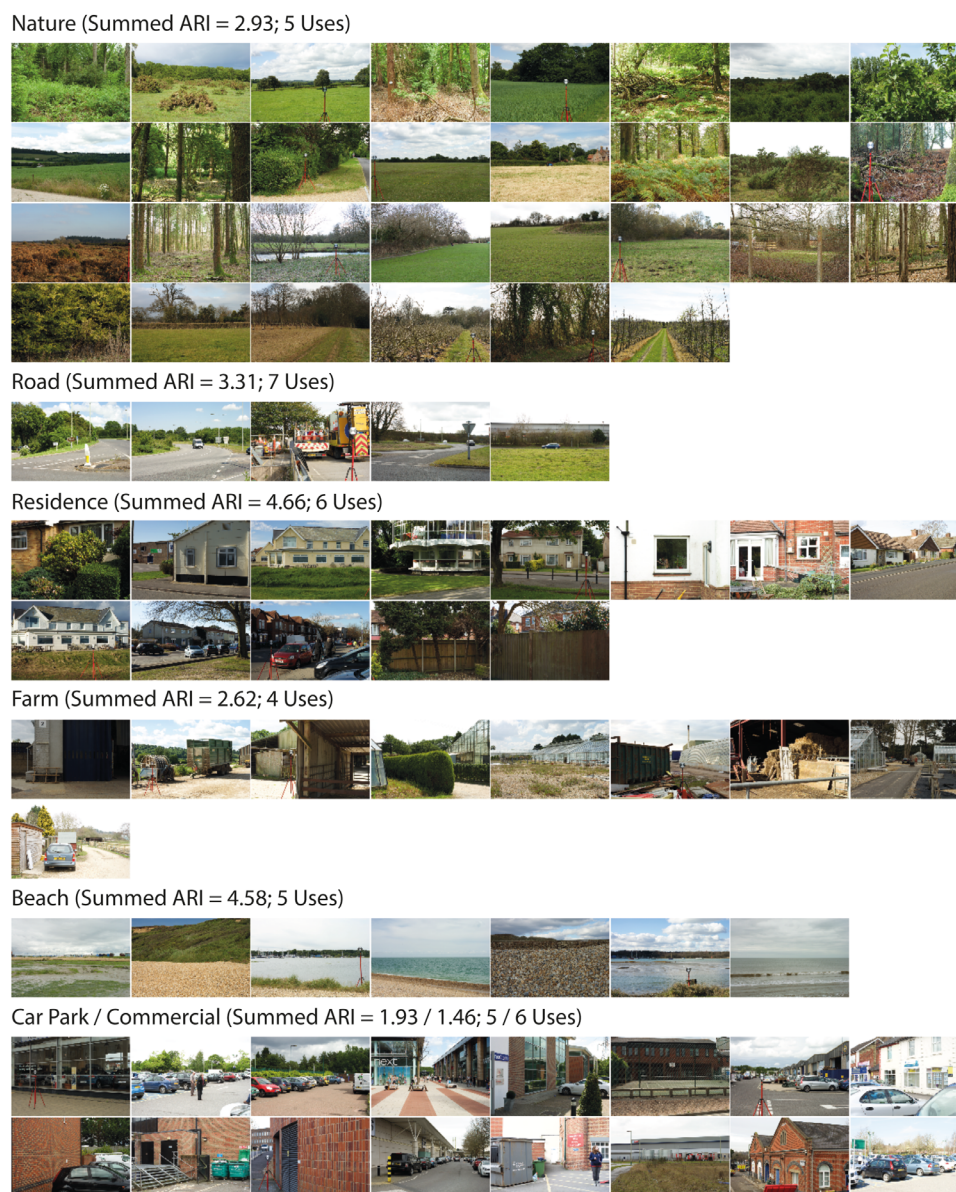 Nature (Summed ARI = 2.93; 5 Uses)
Road (Summed ARI = 3.31; 7 Uses)
Residence (Summed ARI = 4.66; 6 Uses)
Farm (Summed ARI = 2.62; 4 Uses)
Beach (Summed ARI = 4.58; 5 Uses)
Car Park / Commercial (Summed ARI = 1.93 / 1.46; 5 / 6 Uses)
next